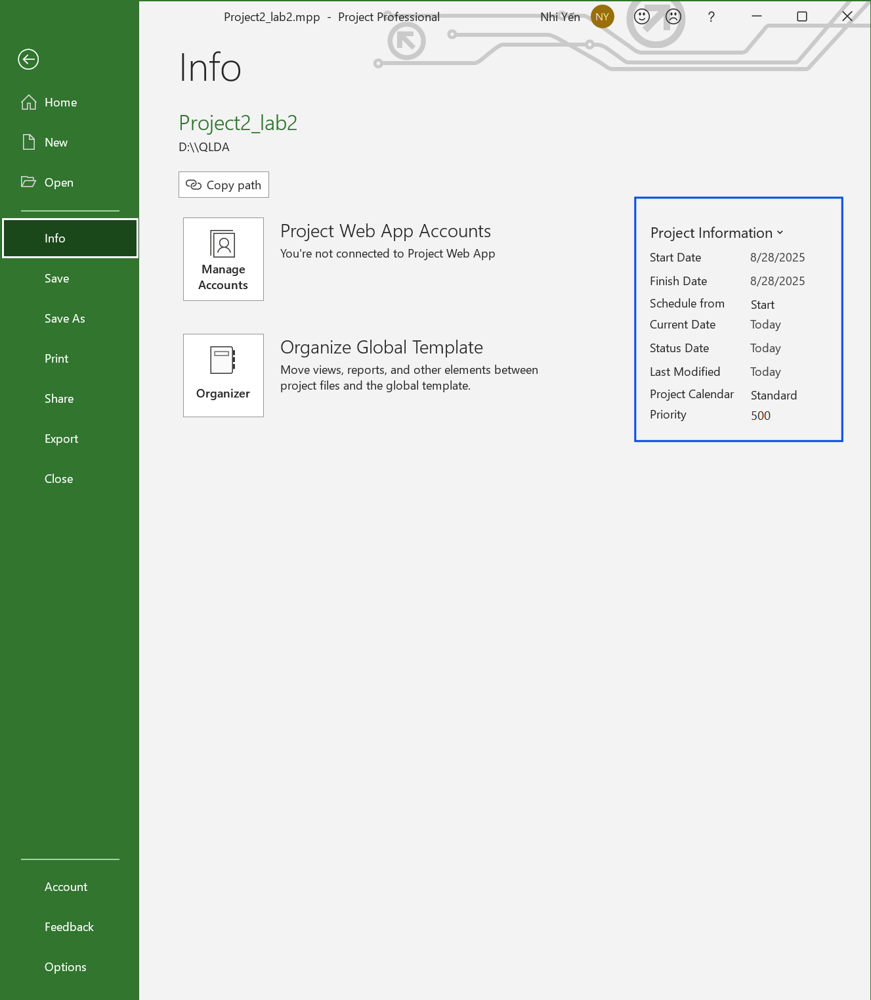 Project2_lab2.mpp - Project Professional
Nhi Yến
NY
?
Info
Home
New
Open
Info
Save
Save As
Print
Share
Export
Close
Account
Feedback
Options
Project2_lab2
D:\\QLDA
Copy path
Manage
Accounts
Project Web App Accounts
You're not connected to Project Web App
Organizer
Organize Global Template
Move views, reports, and other elements between
project files and the global template.
Project Information
Start Date 8/28/2025
Finish Date 8/28/2025
Schedule from Start
Current Date Today
Status Date Today
Last Modified Today
Project Calendar Standard
Priority 500